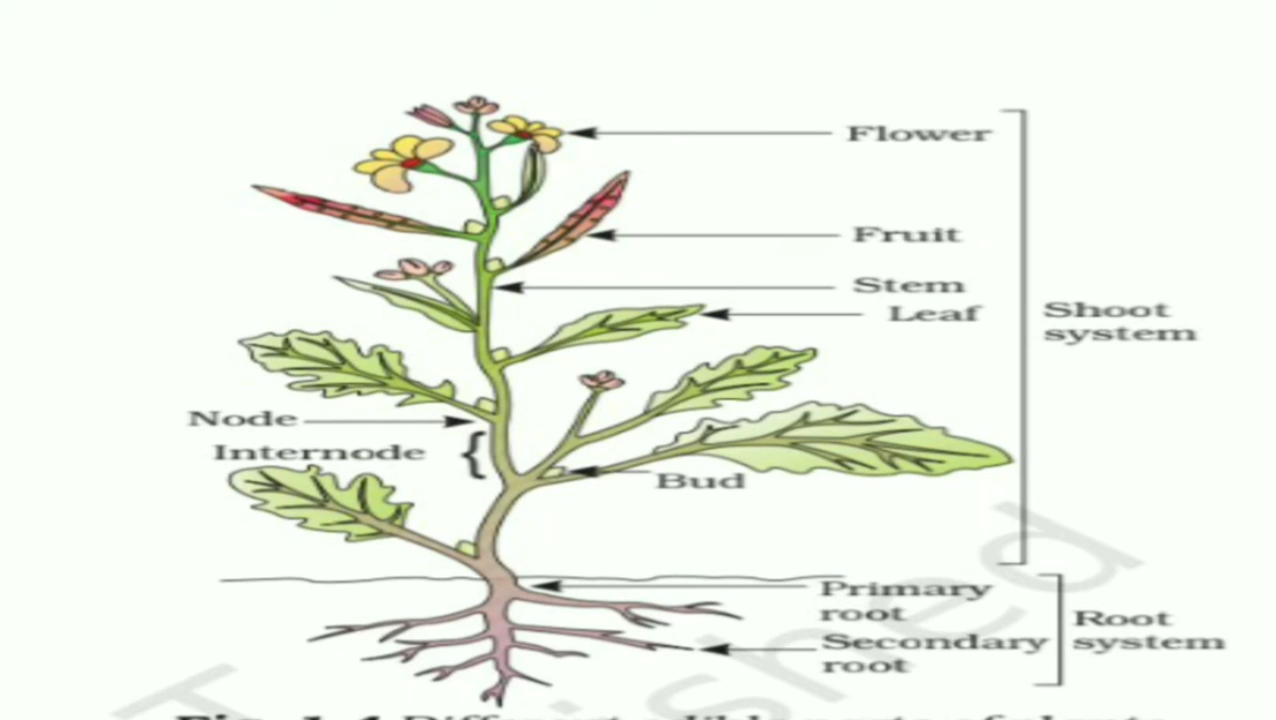 Flower
Fruit
Stem
Leaf
Shoot
system
Node
Internode
Bud
Primary
root
Secondary
root
Root
system